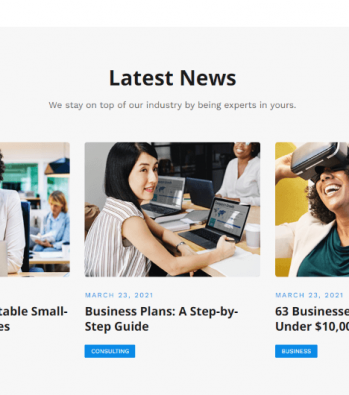 Latest News
We stay on top of our industry by being experts in yours.
table Small-
es
MARCH 23, 2021
Business Plans: A Step-by-
Step Guide
CONSULTING
MARCH 23, 2021
63 Businesse
Under $10,00
BUSINESS